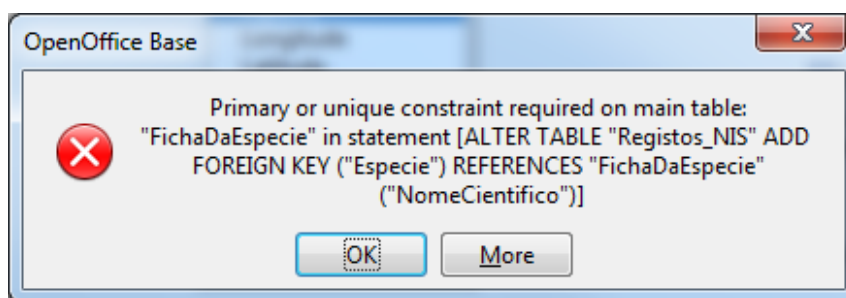 OpenOffice Base
Primary or unique constraint required on main table:
"FichaDaEspecie" in statement [ALTER TABLE "Registos_NIS" ADD
FOREIGN KEY ("Especie") REFERENCES "FichaDaEspecie"
("NomeCientifico")]
OK
More